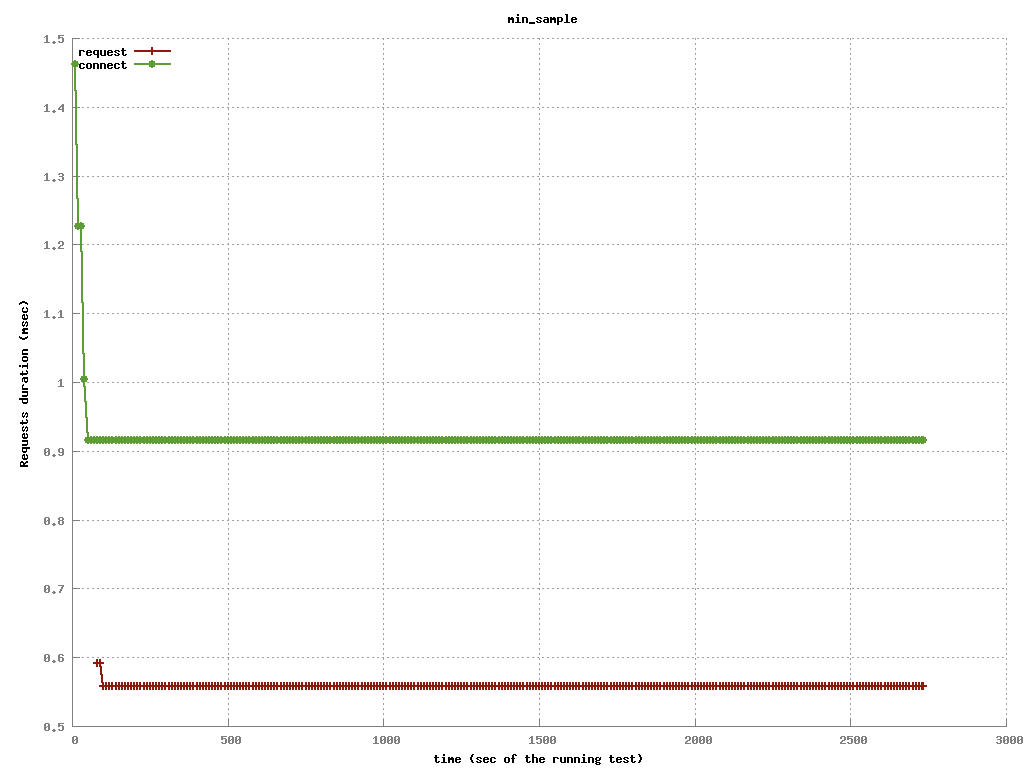 min_sample
1.5
request
connect
1.4
1.3
1.2
1.1
1
0.9
0.8
0.7
0.6
0.5
Requests duration (msec)
0 500 1000 1500 2000 2500 3000
time (sec of the running test)